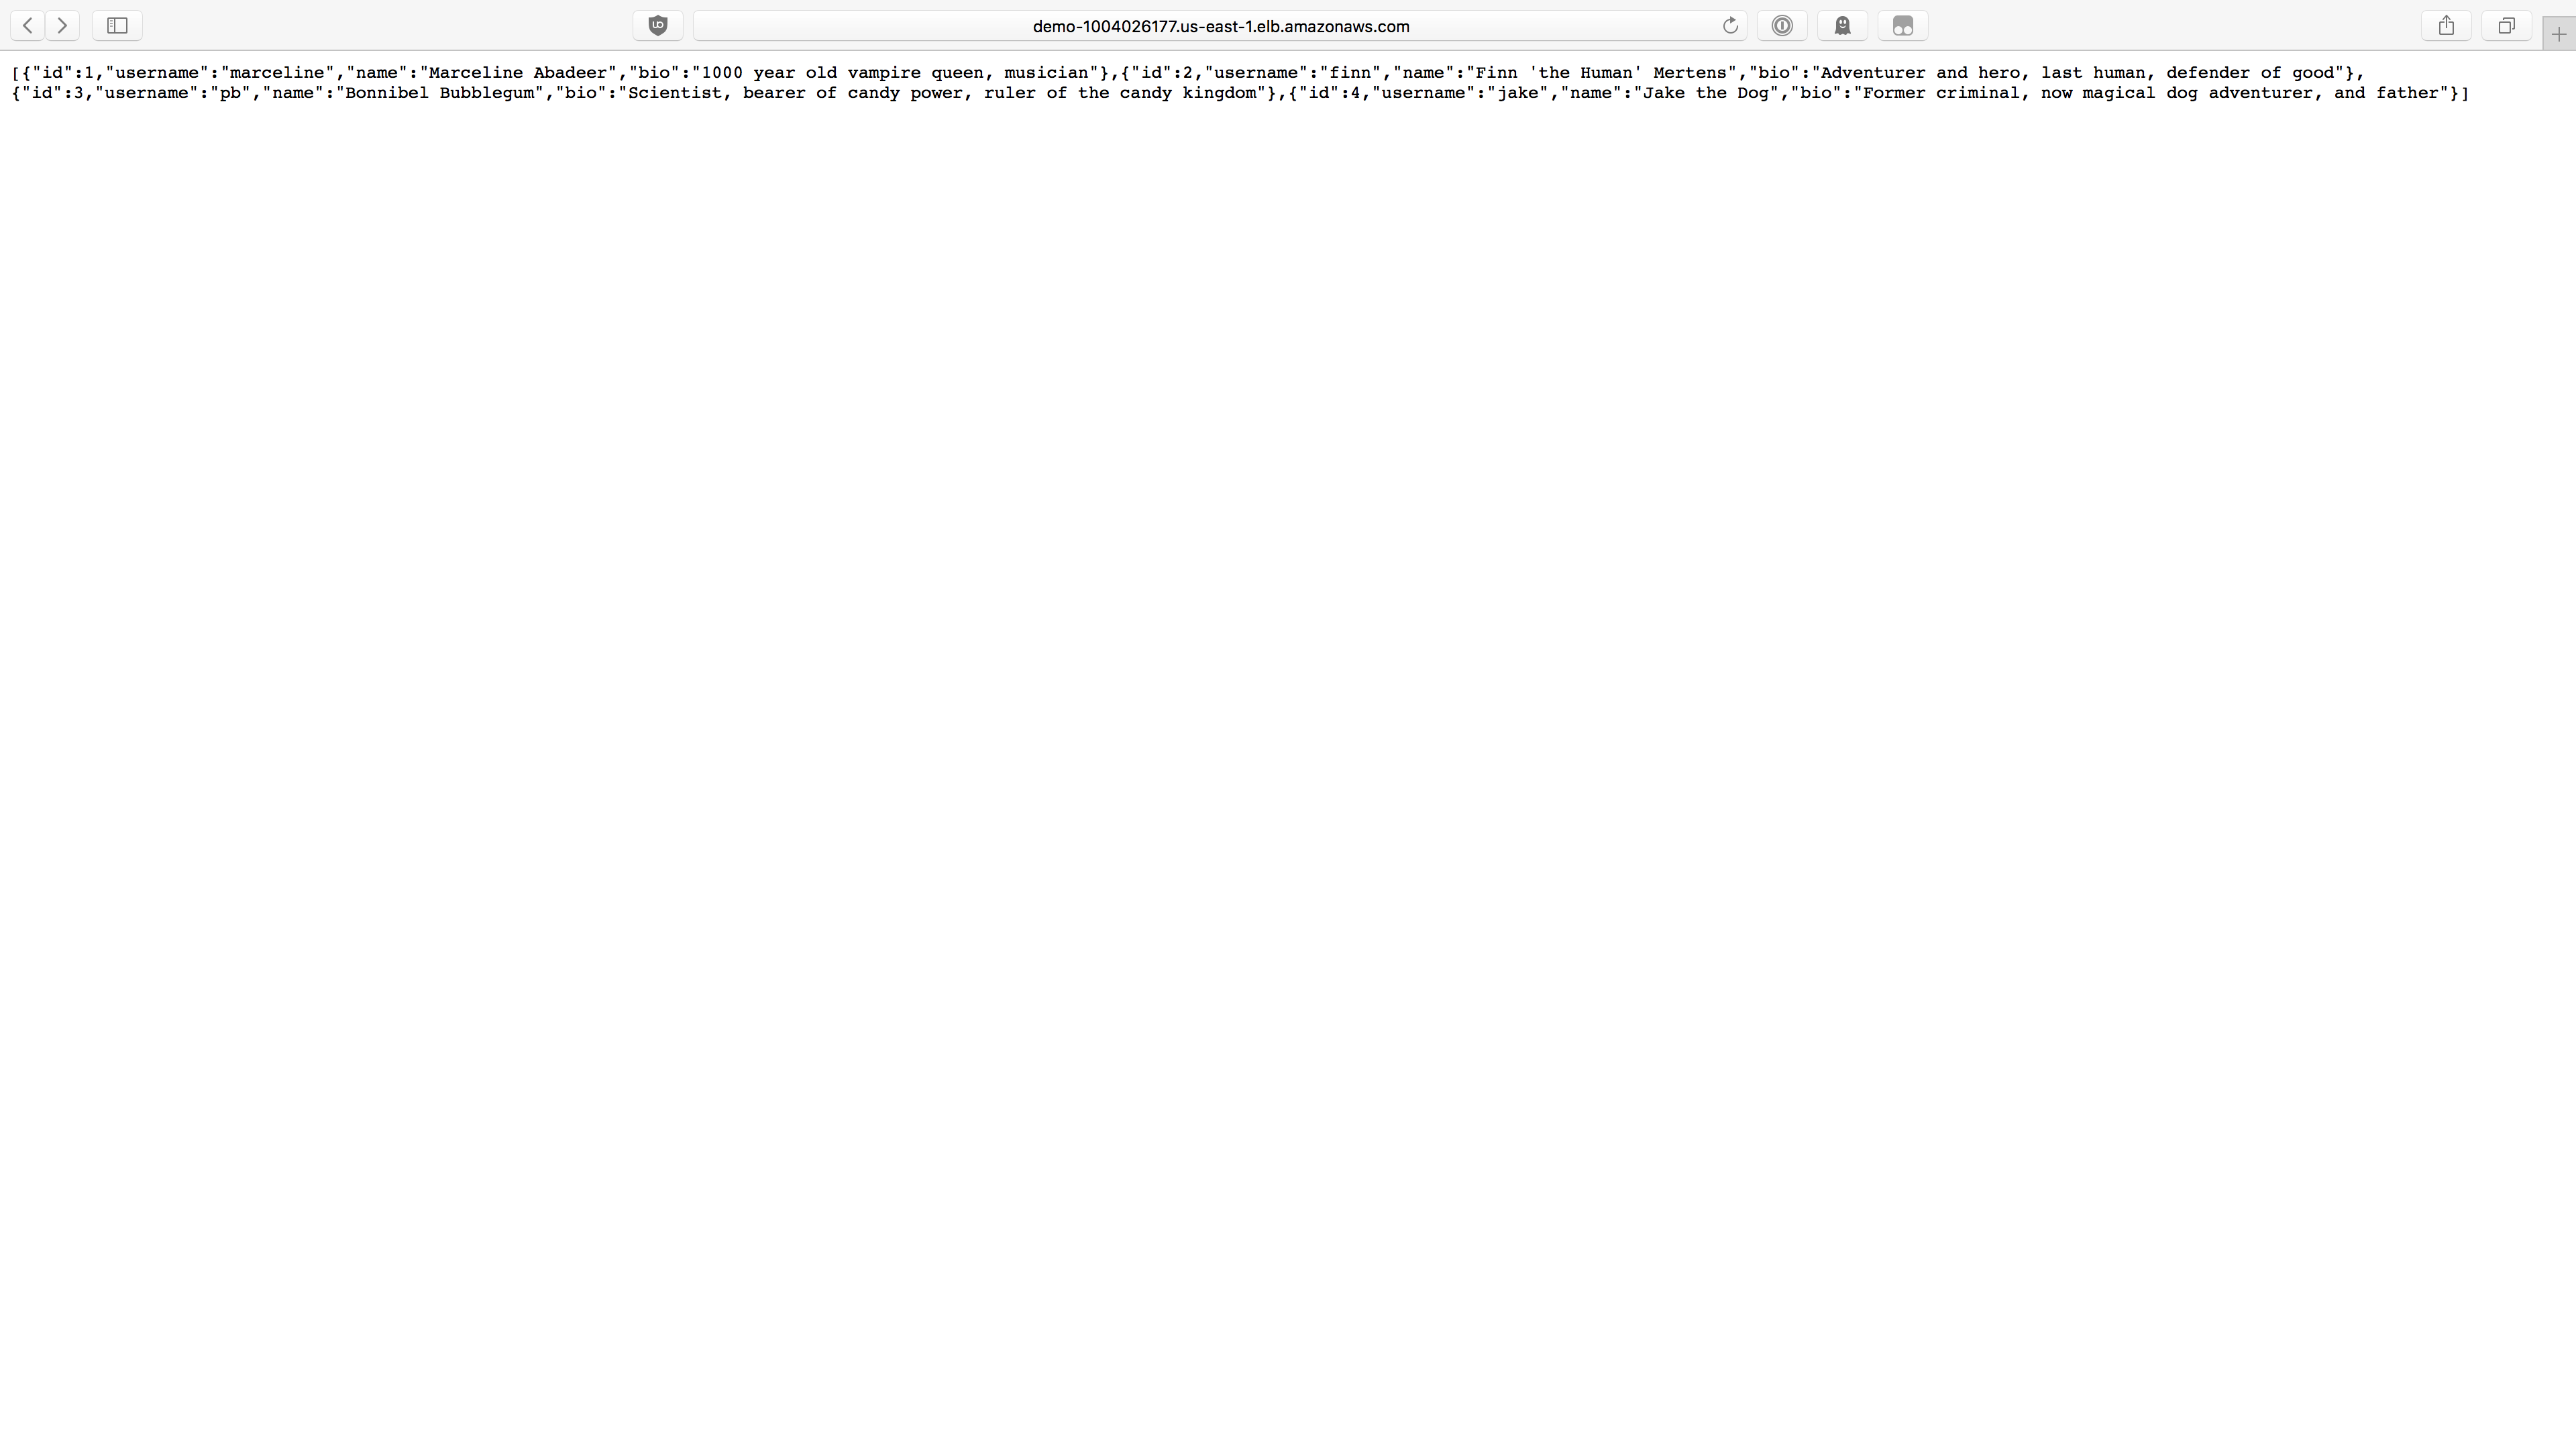 demo-1004026177.us-east-1.elb.amazonaws.com
[{"id":1,"username":"marceline","name":"Marceline Abadeer","bio":"1000 year old vampire queen, musician"},{"id":2,"username":"finn","name":"Finn 'the Human' Mertens","bio":"Adventurer and hero, last human, defender of good"},
{"id":3,"username":"pb","name":"Bonnibel Bubblegum","bio":"Scientist, bearer of candy power, ruler of the candy kingdom"},{"id":4,"username":"jake","name":"Jake the Dog","bio":"Former criminal, now magical dog adventurer, and father"}]